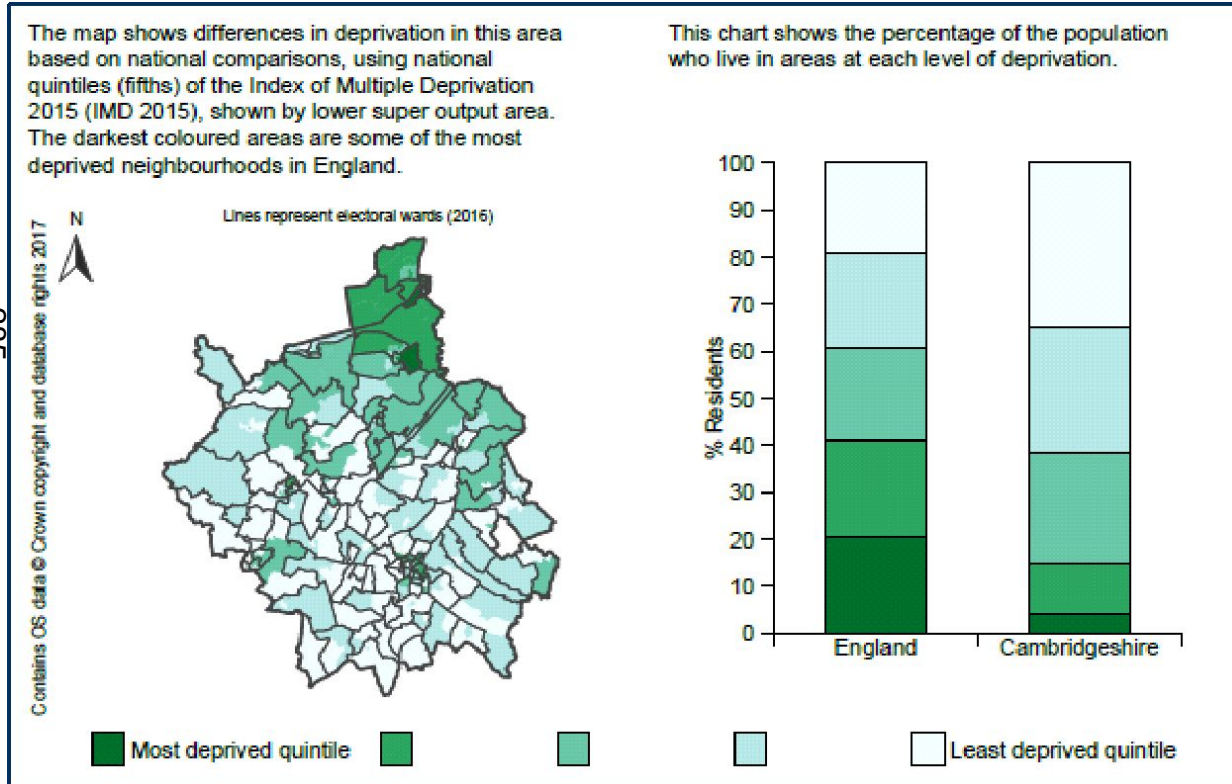 The map shows differences in deprivation in this area
based on national comparisons, using national
quintiles (fifths) of the Index of Multiple Deprivation
2015 (IMD 2015), shown by lower super output area.
The darkest coloured areas are some of the most
deprived neighbourhoods in England.
Lines represent electoral wards (2016)
N
Contains OS data © Crown copyright and database rights 2017
This chart shows the percentage of the population
who live in areas at each level of deprivation.
% Residents
100
90
80
70
60
50
40
30
20
10
0
England
Cambridgeshire
Most deprived quintile
Least deprived quintile